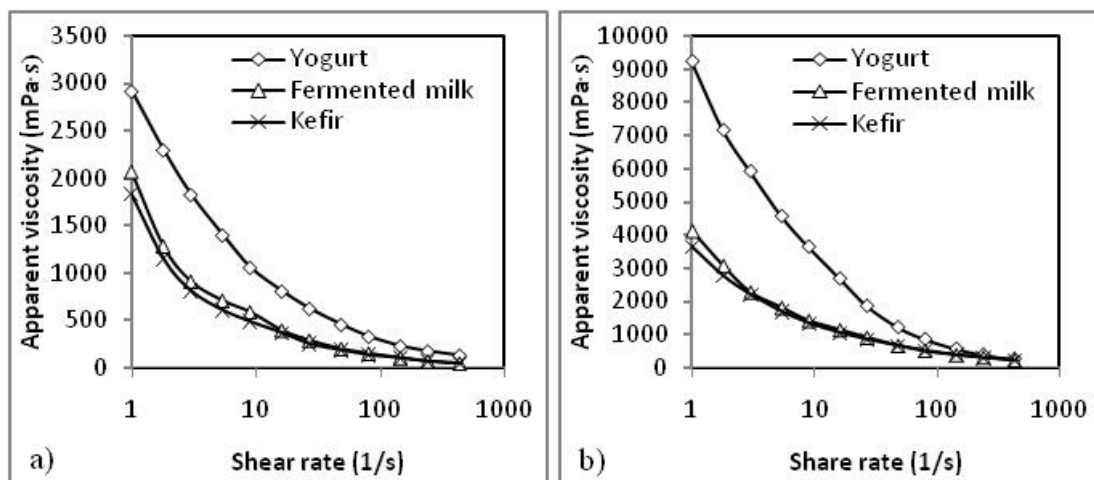 3500
3000
2500
2000
1500
1000
500
0
Apparent viscosity (mPa·s)
Yogurt
Fermented milk
Kefir
1
10
100
1000
a)
Shear rate (1/s)
10000
9000
8000
7000
6000
5000
4000
3000
2000
1000
0
Apparent viscosity (mPa·s)
Yogurt
Fermented milk
Kefir
1
10
100
1000
b)
Share rate (1/s)